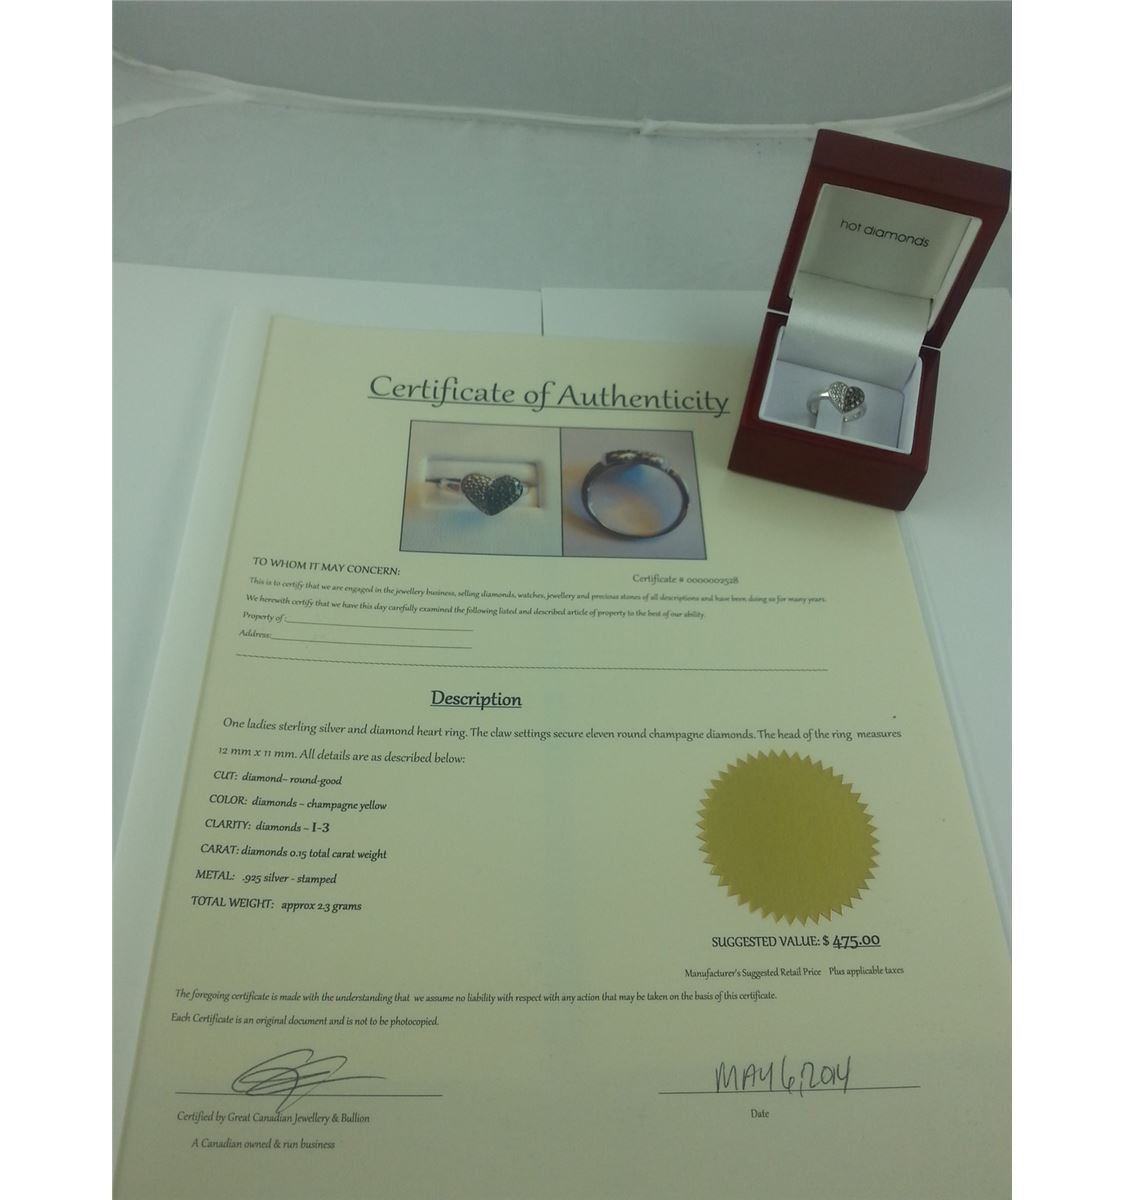 hot diamonds
Certificate of Authenticity
TO WHOM IT MAY CONCERN:
Certificate # 0000002528
This is to certify that we are engaged in the jewellery business, selling diamonds, watches, jewellery and precious stones of all descriptions and have been doing so for many years.
We herewith certify that we have this day carefully examined the following listed and described article of property to the best of our ability.
Property of:
Address:
Description
One ladies sterling silver and diamond heart ring. The claw settings secure eleven round champagne diamonds. The head of the ring measures
12 mm x 11 mm. All details are as described below:
CUT: diamond~ round-good
COLOR: diamonds ~ champagne yellow
CLARITY: diamonds ~ I-3
CARAT: diamonds 0.15 total carat weight
METAL: .925 silver - stamped
TOTAL WEIGHT: approx 2.3 grams
SUGGESTED VALUE: $ 475.00
Manufacturer's Suggested Retail Price Plus applicable taxes
The foregoing certificate is made with the understanding that we assume no liability with respect with any action that may be taken on the basis of this certificate.
Each Certificate is an original document and is not to be photocopied.
MAY 6, 2014
Certified by Great Canadian Jewellery & Bullion
Date
A Canadian owned & run business